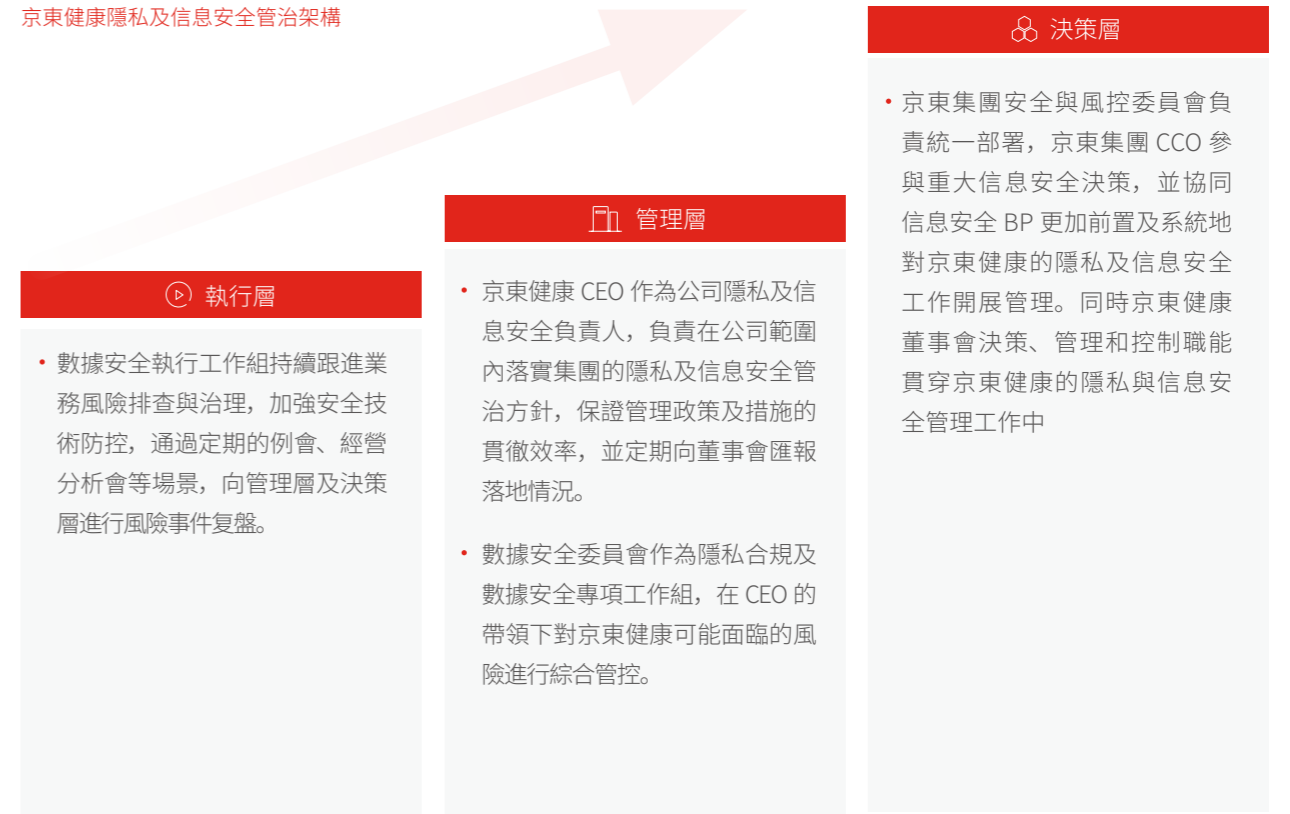 京東健康隱私及信息安全管治架構
執行層
• 數據安全執行工作組持續跟進業
務風險排查與治理，加強安全技
術防控，通過定期的例會、經營
分析會等場景，向管理層及決策
層進行風險事件复盤。
管理層
• 京東健康 CEO 作為公司隱私及信
息安全負責人，負責在公司範圍
內落實集團的隱私及信息安全管
治方針，保證管理政策及措施的
貫徹效率，並定期向董事會匯報
落地情況。
• 數據安全委員會作為隱私合規及
數據安全專項工作組，在 CEO 的
帶領下對京東健康可能面臨的風
險進行綜合管控。
決策層
• 京東集團安全與風控委員會負
責統一部署，京東集團 CCO 參
與重大信息安全決策，並協同
信息安全 BP 更加前置及系統地
對京東健康的隱私及信息安全
工作開展管理。同時京東健康
董事會決策、管理和控制職能
貫穿京東健康的隱私與信息安
全管理工作中